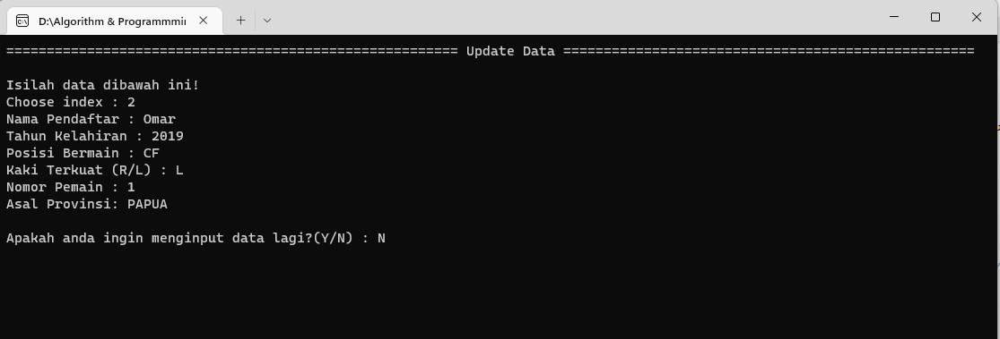 D:\Algorithm & Programmmin
======================================================== Update Data ===================================================
Isilah data dibawah ini!
Choose index : 2
Nama Pendaftar : Omar
Tahun Kelahiran : 2019
Posisi Bermain : CF
Kaki Terkuat (R/L) : L
Nomor Pemain : 1
Asal Provinsi: PAPUA
Apakah anda ingin menginput data lagi?(Y/N) : N